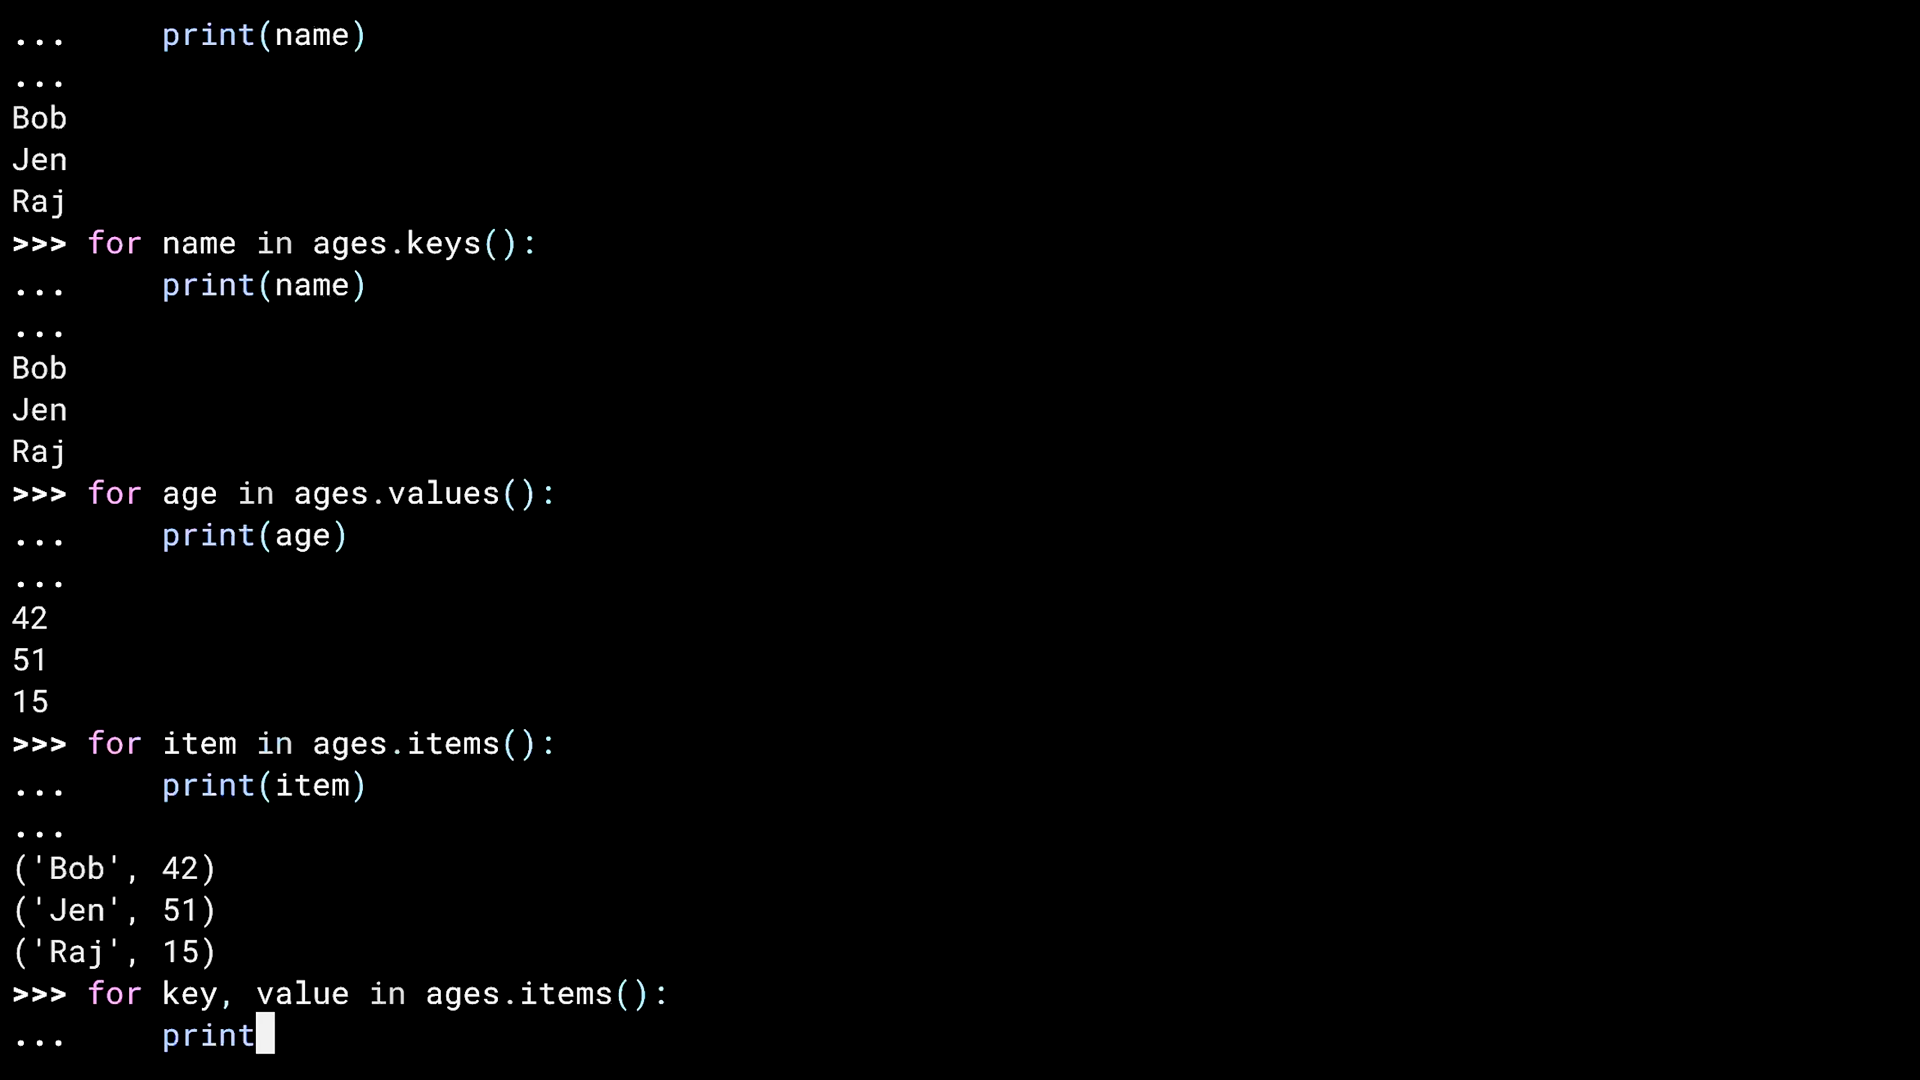 ...     print(name)
...
Bob
Jen
Raj
>>> for name in ages.keys():
...     print(name)
...
Bob
Jen
Raj
>>> for age in ages.values():
...     print(age)
...
42
51
15
>>> for item in ages.items():
...     print(item)
...
('Bob', 42)
('Jen', 51)
('Raj', 15)
>>> for key, value in ages.items():
...     print